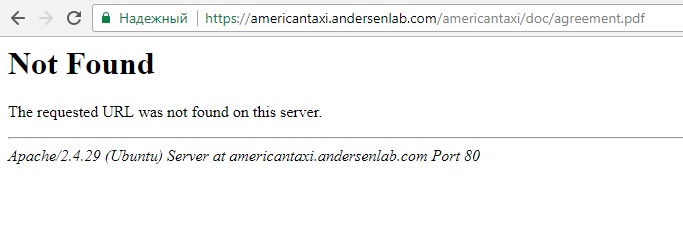 Надежный https://americantaxi.andersenlab.com/americantaxi/doc/agreement.pdf
Not Found
The requested URL was not found on this server.
Apache/2.4.29 (Ubuntu) Server at americantaxi.andersenlab.com Port 80